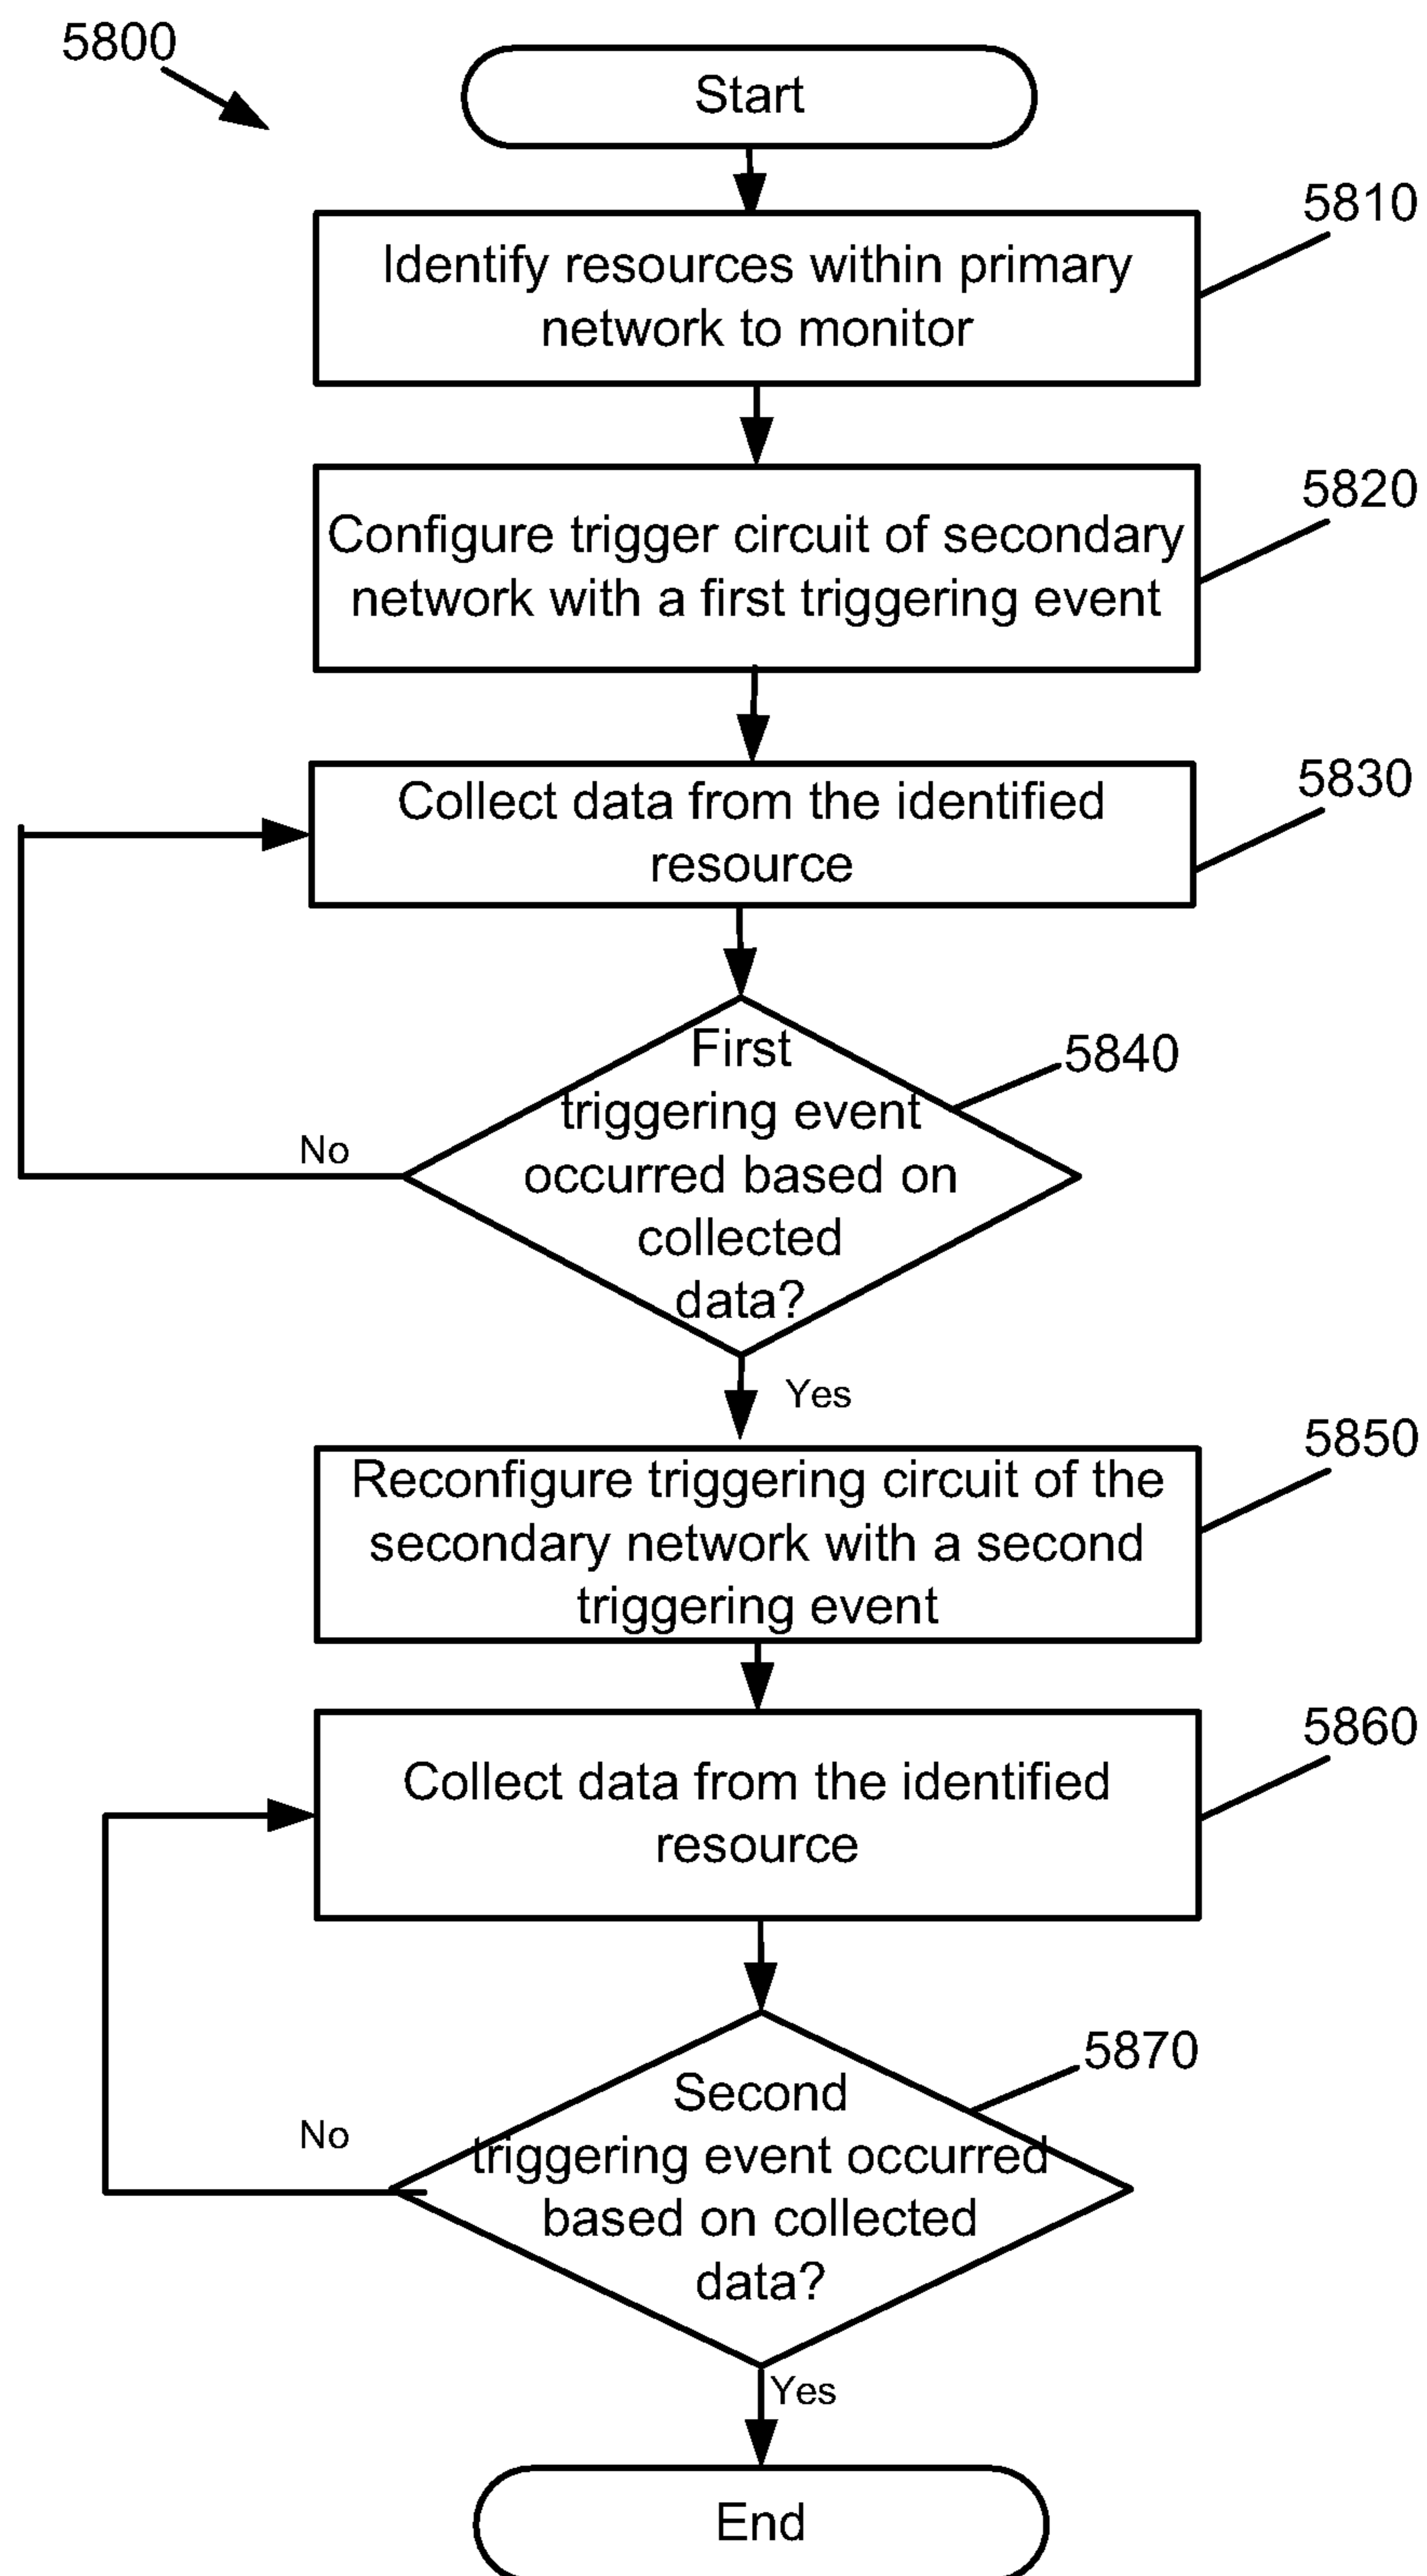 5800
Start
5810
Identify resources within primary
network to monitor
5820
Configure trigger circuit of secondary
network with a first triggering event
5830
Collect data from the identified
resource
First
5840
triggering event
occurred based on
No
collected
data?
Yes
5850
Reconfigure triggering circuit of the
secondary network with a second
triggering event
5860
Collect data from the identified
resource
5870
Second
No
triggering event occurred
based on collected
data?
Yes
End